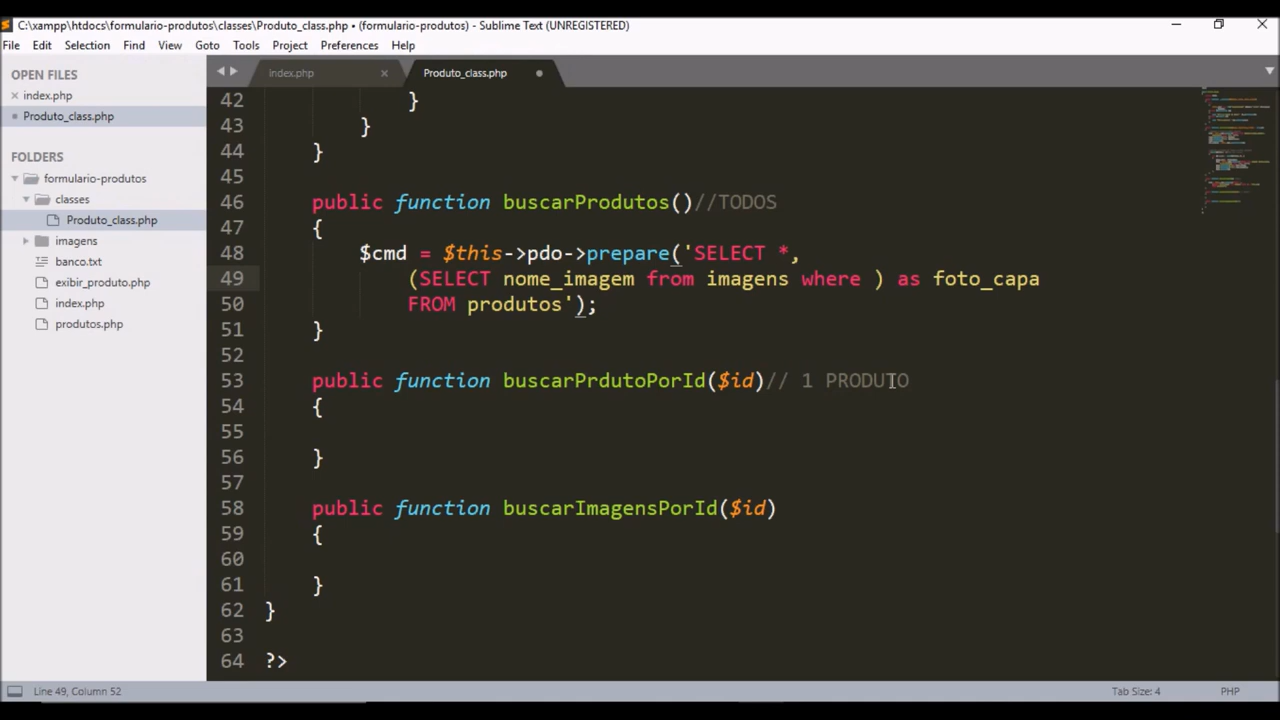 C:\xampp\htdocs\formulario-produtos\classes\Produto_class.php • (formulario-produtos) - Sublime Text (UNREGISTERED)
File Edit Selection Find View Goto Tools Project Preferences Help
OPEN FILES
index.php
Produto_class.php
FOLDERS
formulario-produtos
classes
Produto_class.php
imagens
banco.txt
exibir_produto.php
index.php
produtos.php
index.php Produto_class.php
42 }
43 }
44 }
45
46 public function buscarProdutos()//TODOS
47 {
48 $cmd = $this->pdo->prepare('SELECT *,
49 (SELECT nome_imagem from imagens where ) as foto_capa
50 FROM produtos');
51 }
52
53 public function buscarPrdutoPorId($id)// 1 PRODUTO
54 {
55
56 }
57
58 public function buscarImagensPorId($id)
59 {
60
61 }
62 }
63
64 ?>
Line 49, Column 52 Tab Size: 4 PHP